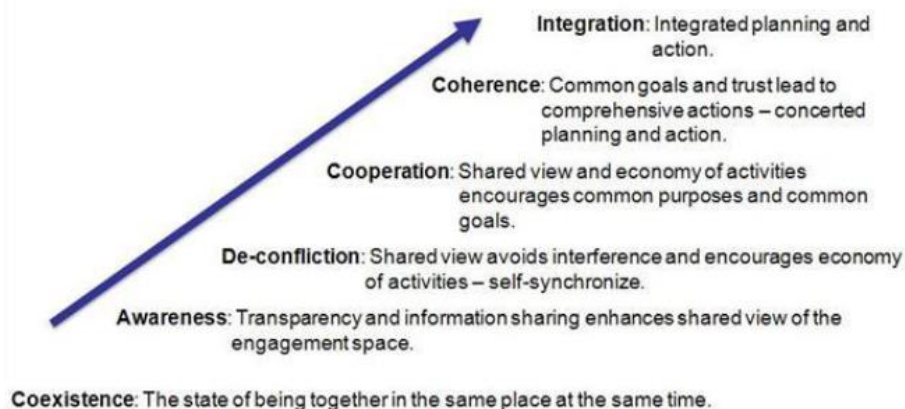 Integration: Integrated planning and
action.
Coherence: Common goals and trust lead to
comprehensive actions – concerted
planning and action.
Cooperation: Shared view and economy of activities
encourages common purposes and common
goals.
De-confliction: Shared view avoids interference and encourages economy
of activities – self-synchronize.
Awareness: Transparency and information sharing enhances shared view of the
engagement space.
Coexistence: The state of being together in the same place at the same time.